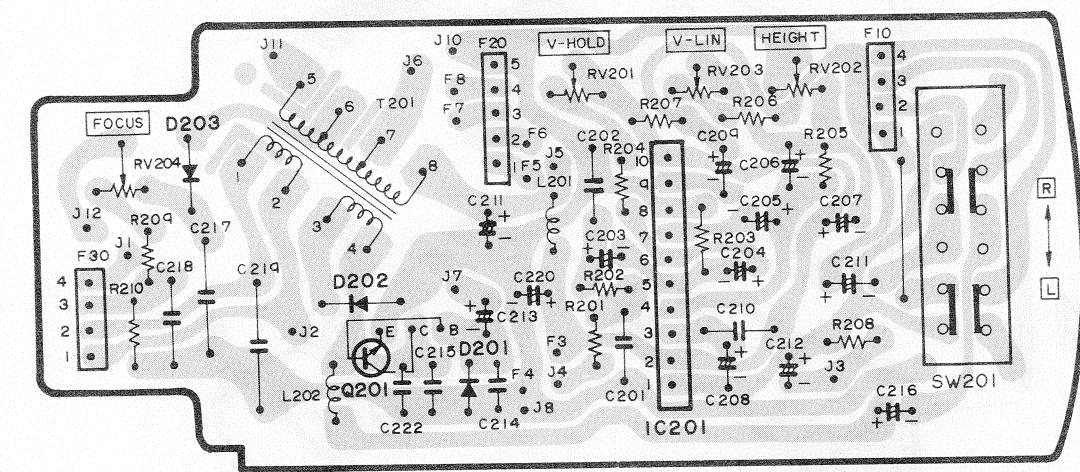 J11
J10
F20
V-HOLD
V-LIN
HEIGHT
F10
J6
5
4
3
2
1
F8
F7
F6
F5
RV201
RV203
RV202
4
3
2
1
5
6
T201
7
8
1
2
3
4
FOCUS
D203
RV204
R207
R206
C202
R204
J5
L201
C209
+
-
C206
+
-
R205
10
9
8
7
6
5
4
3
2
1
IC201
J12
R209
C217
J1
F30
4
3
2
1
R210
C218
C219
C211
+
-
C203
+
-
R203
C205
-
+
C207
+
-
C204
-
+
C211
+
-
R
L
D202
J7
C220
-
+
R202
R201
C213
+
-
J2
E
C
B
C215
D201
F3
J4
F4
J8
C210
R208
C212
+
-
J3
C208
+
-
C201
L202
Q201
C222
C214
C216
+
-
SW201